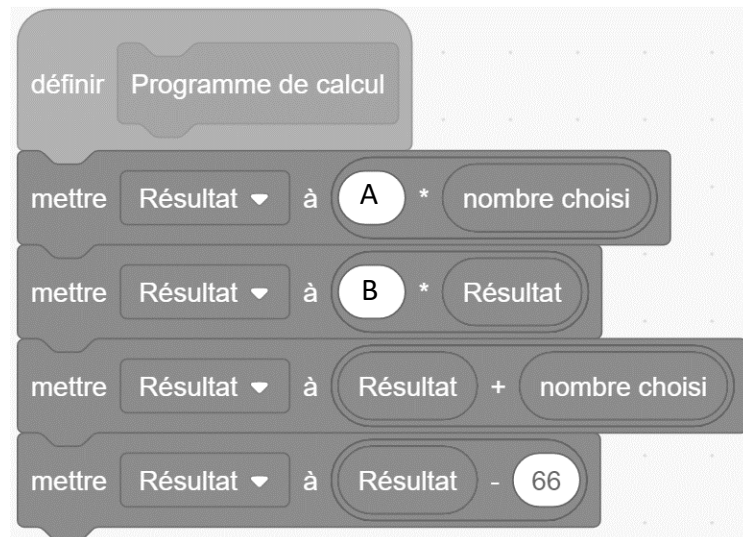 définir Programme de calcul
mettre Résultat à A * nombre choisi
mettre Résultat à B * Résultat
mettre Résultat à Résultat + nombre choisi
mettre Résultat à Résultat - 66